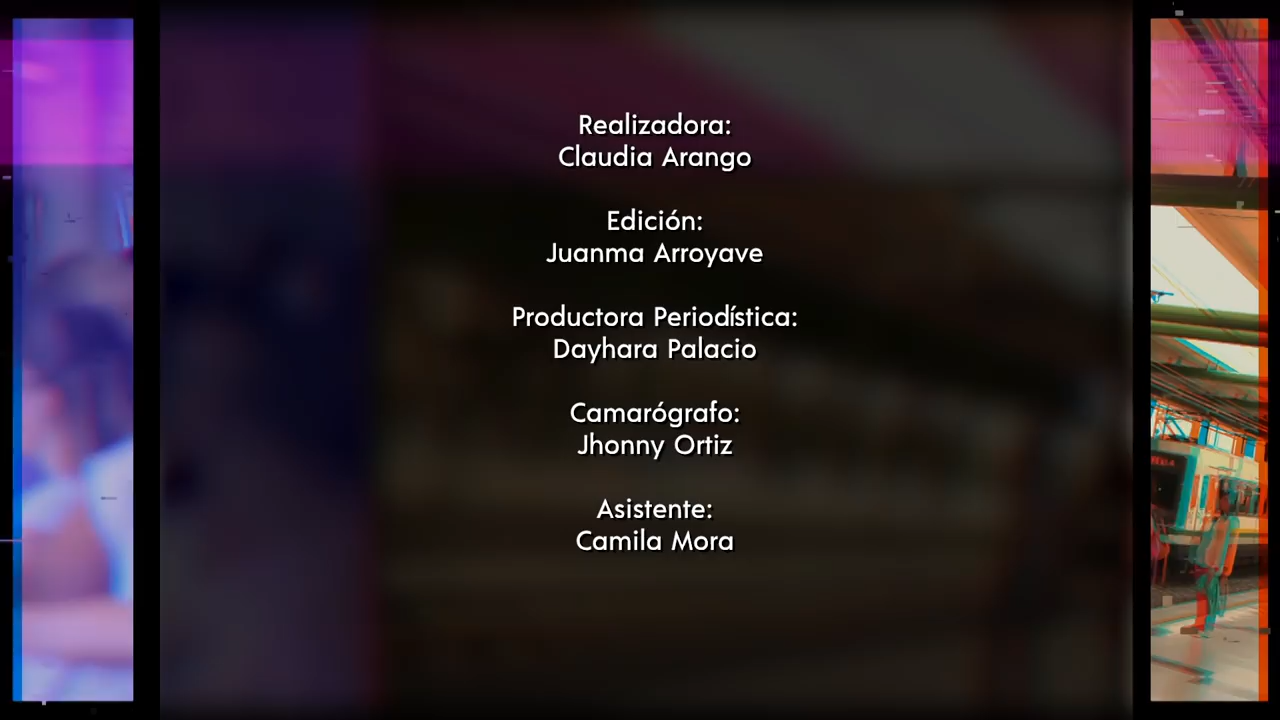 Realizadora:
Claudia Arango
Edición:
Juanma Arroyave
Productora Periodística:
Dayhara Palacio
Camarógrafo:
Jhonny Ortiz
Asistente:
Camila Mora